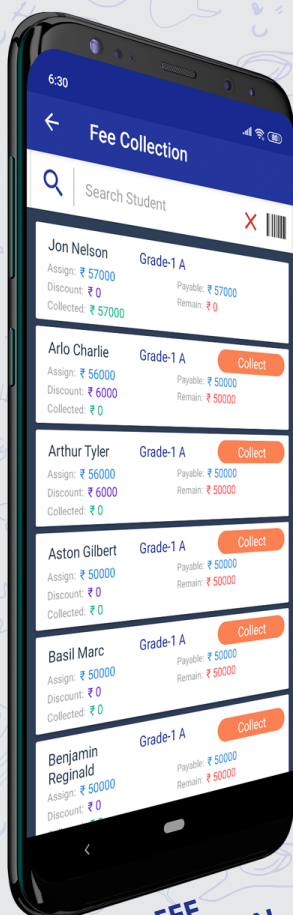 6:30
80
Fee Collection
Search Student
Jon Nelson Grade-1 A
Assign: ₹ 57000 Payable: ₹ 57000
Discount: ₹ 0 Remain: ₹ 0
Collected: ₹ 57000
Arlo Charlie Grade-1 A Collect
Assign: ₹ 56000 Payable: ₹ 50000
Discount: ₹ 6000 Remain: ₹ 50000
Collected: ₹ 0
Arthur Tyler Grade-1 A Collect
Assign: ₹ 56000 Payable: ₹ 50000
Discount: ₹ 6000 Remain: ₹ 50000
Collected: ₹ 0
Aston Gilbert Grade-1 A Collect
Assign: ₹ 50000 Payable: ₹ 50000
Discount: ₹ 0 Remain: ₹ 50000
Collected: ₹ 0
Basil Marc Grade-1 A Collect
Assign: ₹ 50000 Payable: ₹ 50000
Discount: ₹ 0 Remain: ₹ 50000
Collected: ₹ 0
Benjamin Grade-1 A Collect
Reginald
Assign: ₹ 50000 Payable: ₹ 50000
Discount: ₹ 0 Remain: ₹ 50000
FEE